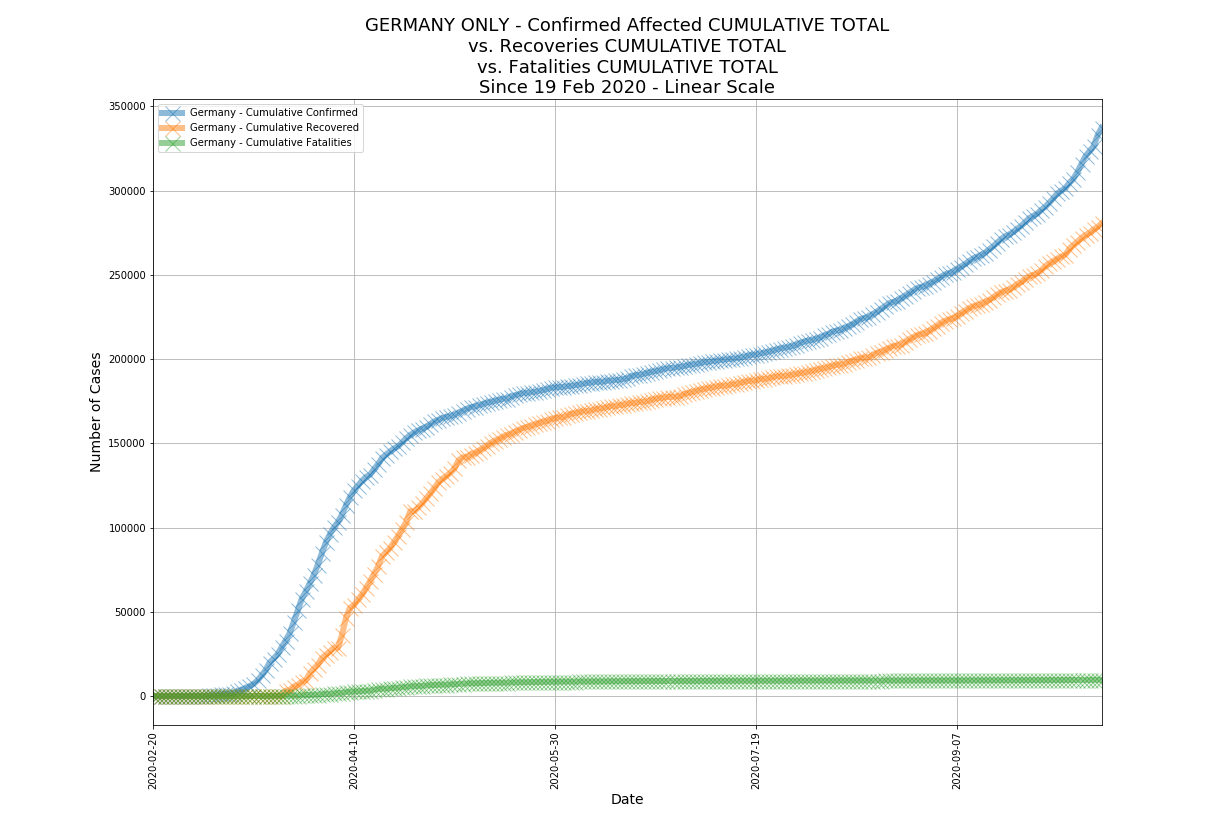 GERMANY ONLY - Confirmed Affected CUMULATIVE TOTAL
vs. Recoveries CUMULATIVE TOTAL
vs. Fatalities CUMULATIVE TOTAL
Since 19 Feb 2020 - Linear Scale
Germany - Cumulative Confirmed
Germany - Cumulative Recovered
Germany - Cumulative Fatalities
350000
300000
250000
200000
150000
100000
50000
0
Number of Cases
2020-02-20
2020-04-10
2020-05-30
2020-07-19
2020-09-07
Date